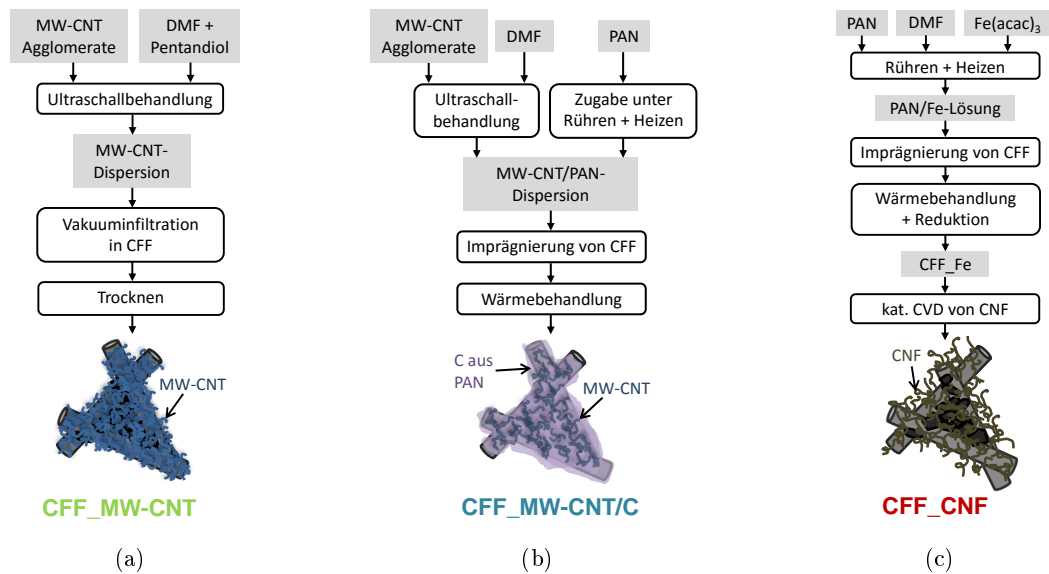 MW-CNT
Agglomerate
DMF +
Pentandiol
Ultraschallbehandlung
MW-CNT-
Dispersion
Vakuuminfiltration
in CFF
Trocknen
MW-CNT
CFF_MW-CNT
(a)
MW-CNT
Agglomerate
DMF
PAN
Ultraschall-
behandlung
Zugabe unter
Rühren + Heizen
MW-CNT/PAN-
Dispersion
Imprägnierung von CFF
Wärmebehandlung
C aus
PAN
MW-CNT
CFF_MW-CNT/C
(b)
PAN
DMF
Fe(acac)₃
Rühren + Heizen
PAN/Fe-Lösung
Imprägnierung von CFF
Wärmebehandlung
+ Reduktion
CFF_Fe
kat. CVD von CNF
CNF
CFF_CNF
(c)